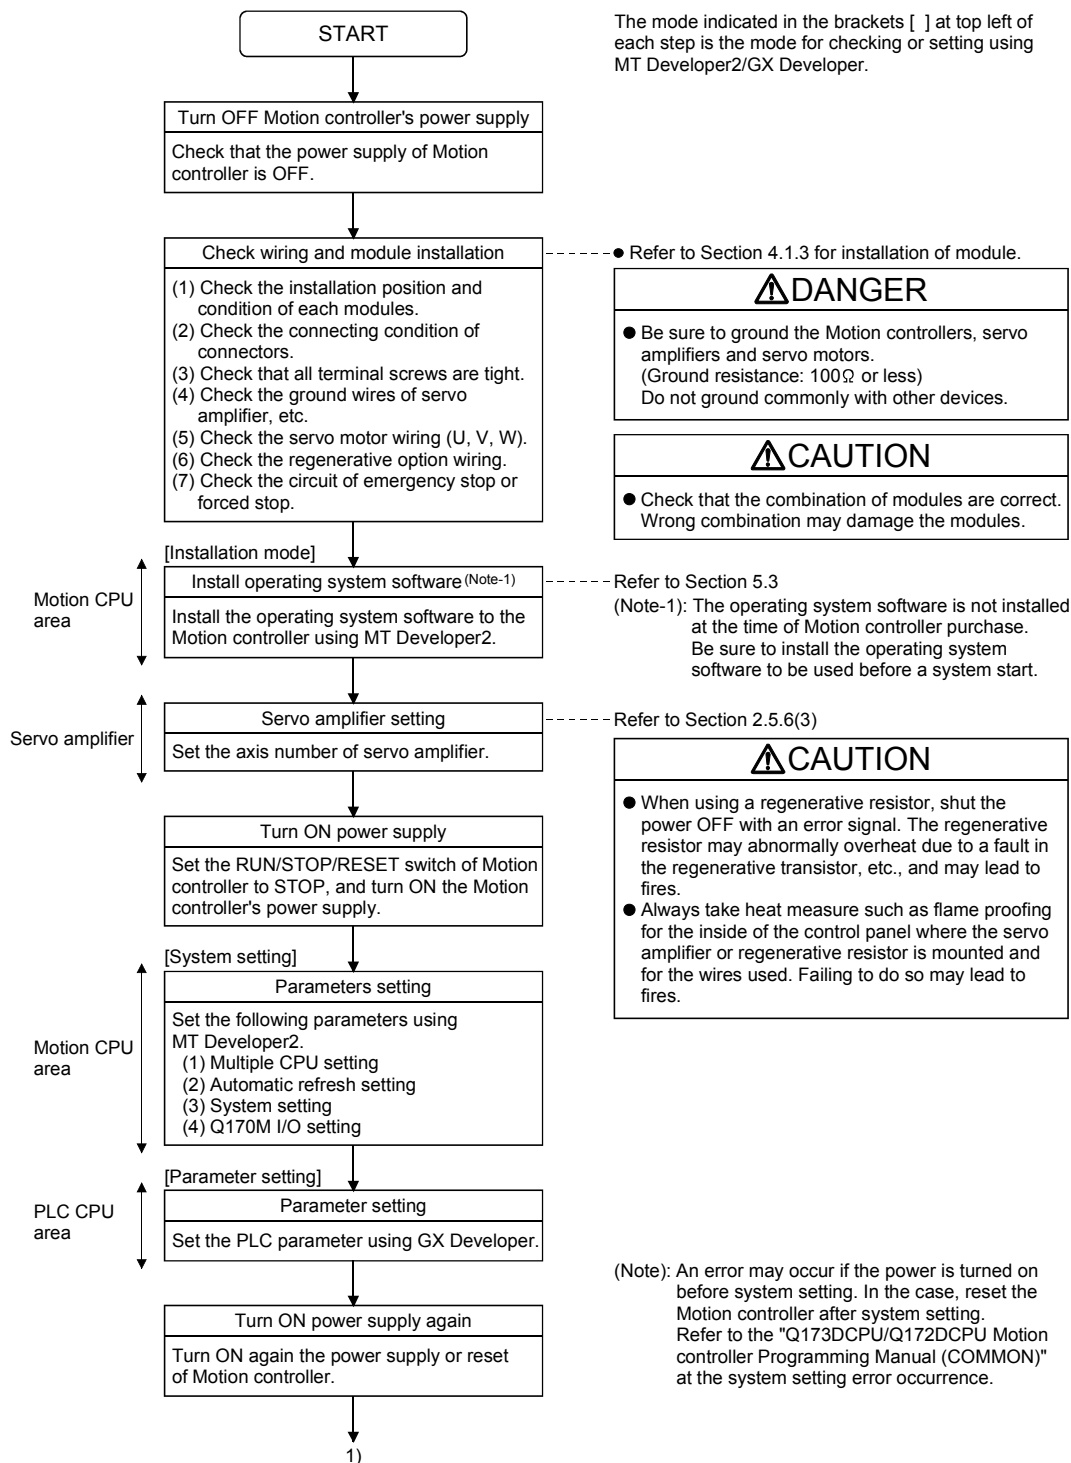 START
The mode indicated in the brackets [ ] at top left of
each step is the mode for checking or setting using
MT Developer2/GX Developer.
Turn OFF Motion controller's power supply
Check that the power supply of Motion
controller is OFF.
Check wiring and module installation
(1) Check the installation position and
condition of each modules.
(2) Check the connecting condition of
connectors.
(3) Check that all terminal screws are tight.
(4) Check the ground wires of servo
amplifier, etc.
(5) Check the servo motor wiring (U, V, W).
(6) Check the regenerative option wiring.
(7) Check the circuit of emergency stop or
forced stop.
● Refer to Section 4.1.3 for installation of module.
DANGER
● Be sure to ground the Motion controllers, servo
amplifiers and servo motors.
(Ground resistance: 100Ω or less)
Do not ground commonly with other devices.
CAUTION
● Check that the combination of modules are correct.
Wrong combination may damage the modules.
[Installation mode]
Motion CPU
area
Install operating system software (Note-1)
Install the operating system software to the
Motion controller using MT Developer2.
Refer to Section 5.3
(Note-1): The operating system software is not installed
at the time of Motion controller purchase.
Be sure to install the operating system
software to be used before a system start.
Servo amplifier
Servo amplifier setting
Set the axis number of servo amplifier.
Refer to Section 2.5.6(3)
CAUTION
● When using a regenerative resistor, shut the
power OFF with an error signal. The regenerative
resistor may abnormally overheat due to a fault in
the regenerative transistor, etc., and may lead to
fires.
● Always take heat measure such as flame proofing
for the inside of the control panel where the servo
amplifier or regenerative resistor is mounted and
for the wires used. Failing to do so may lead to
fires.
Turn ON power supply
Set the RUN/STOP/RESET switch of Motion
controller to STOP, and turn ON the Motion
controller's power supply.
[System setting]
Motion CPU
area
Parameters setting
Set the following parameters using
MT Developer2.
(1) Multiple CPU setting
(2) Automatic refresh setting
(3) System setting
(4) Q170M I/O setting
[Parameter setting]
PLC CPU
area
Parameter setting
Set the PLC parameter using GX Developer.
Turn ON power supply again
Turn ON again the power supply or reset
of Motion controller.
(Note): An error may occur if the power is turned on
before system setting. In the case, reset the
Motion controller after system setting.
Refer to the "Q173DCPU/Q172DCPU Motion
controller Programming Manual (COMMON)"
at the system setting error occurrence.
1)